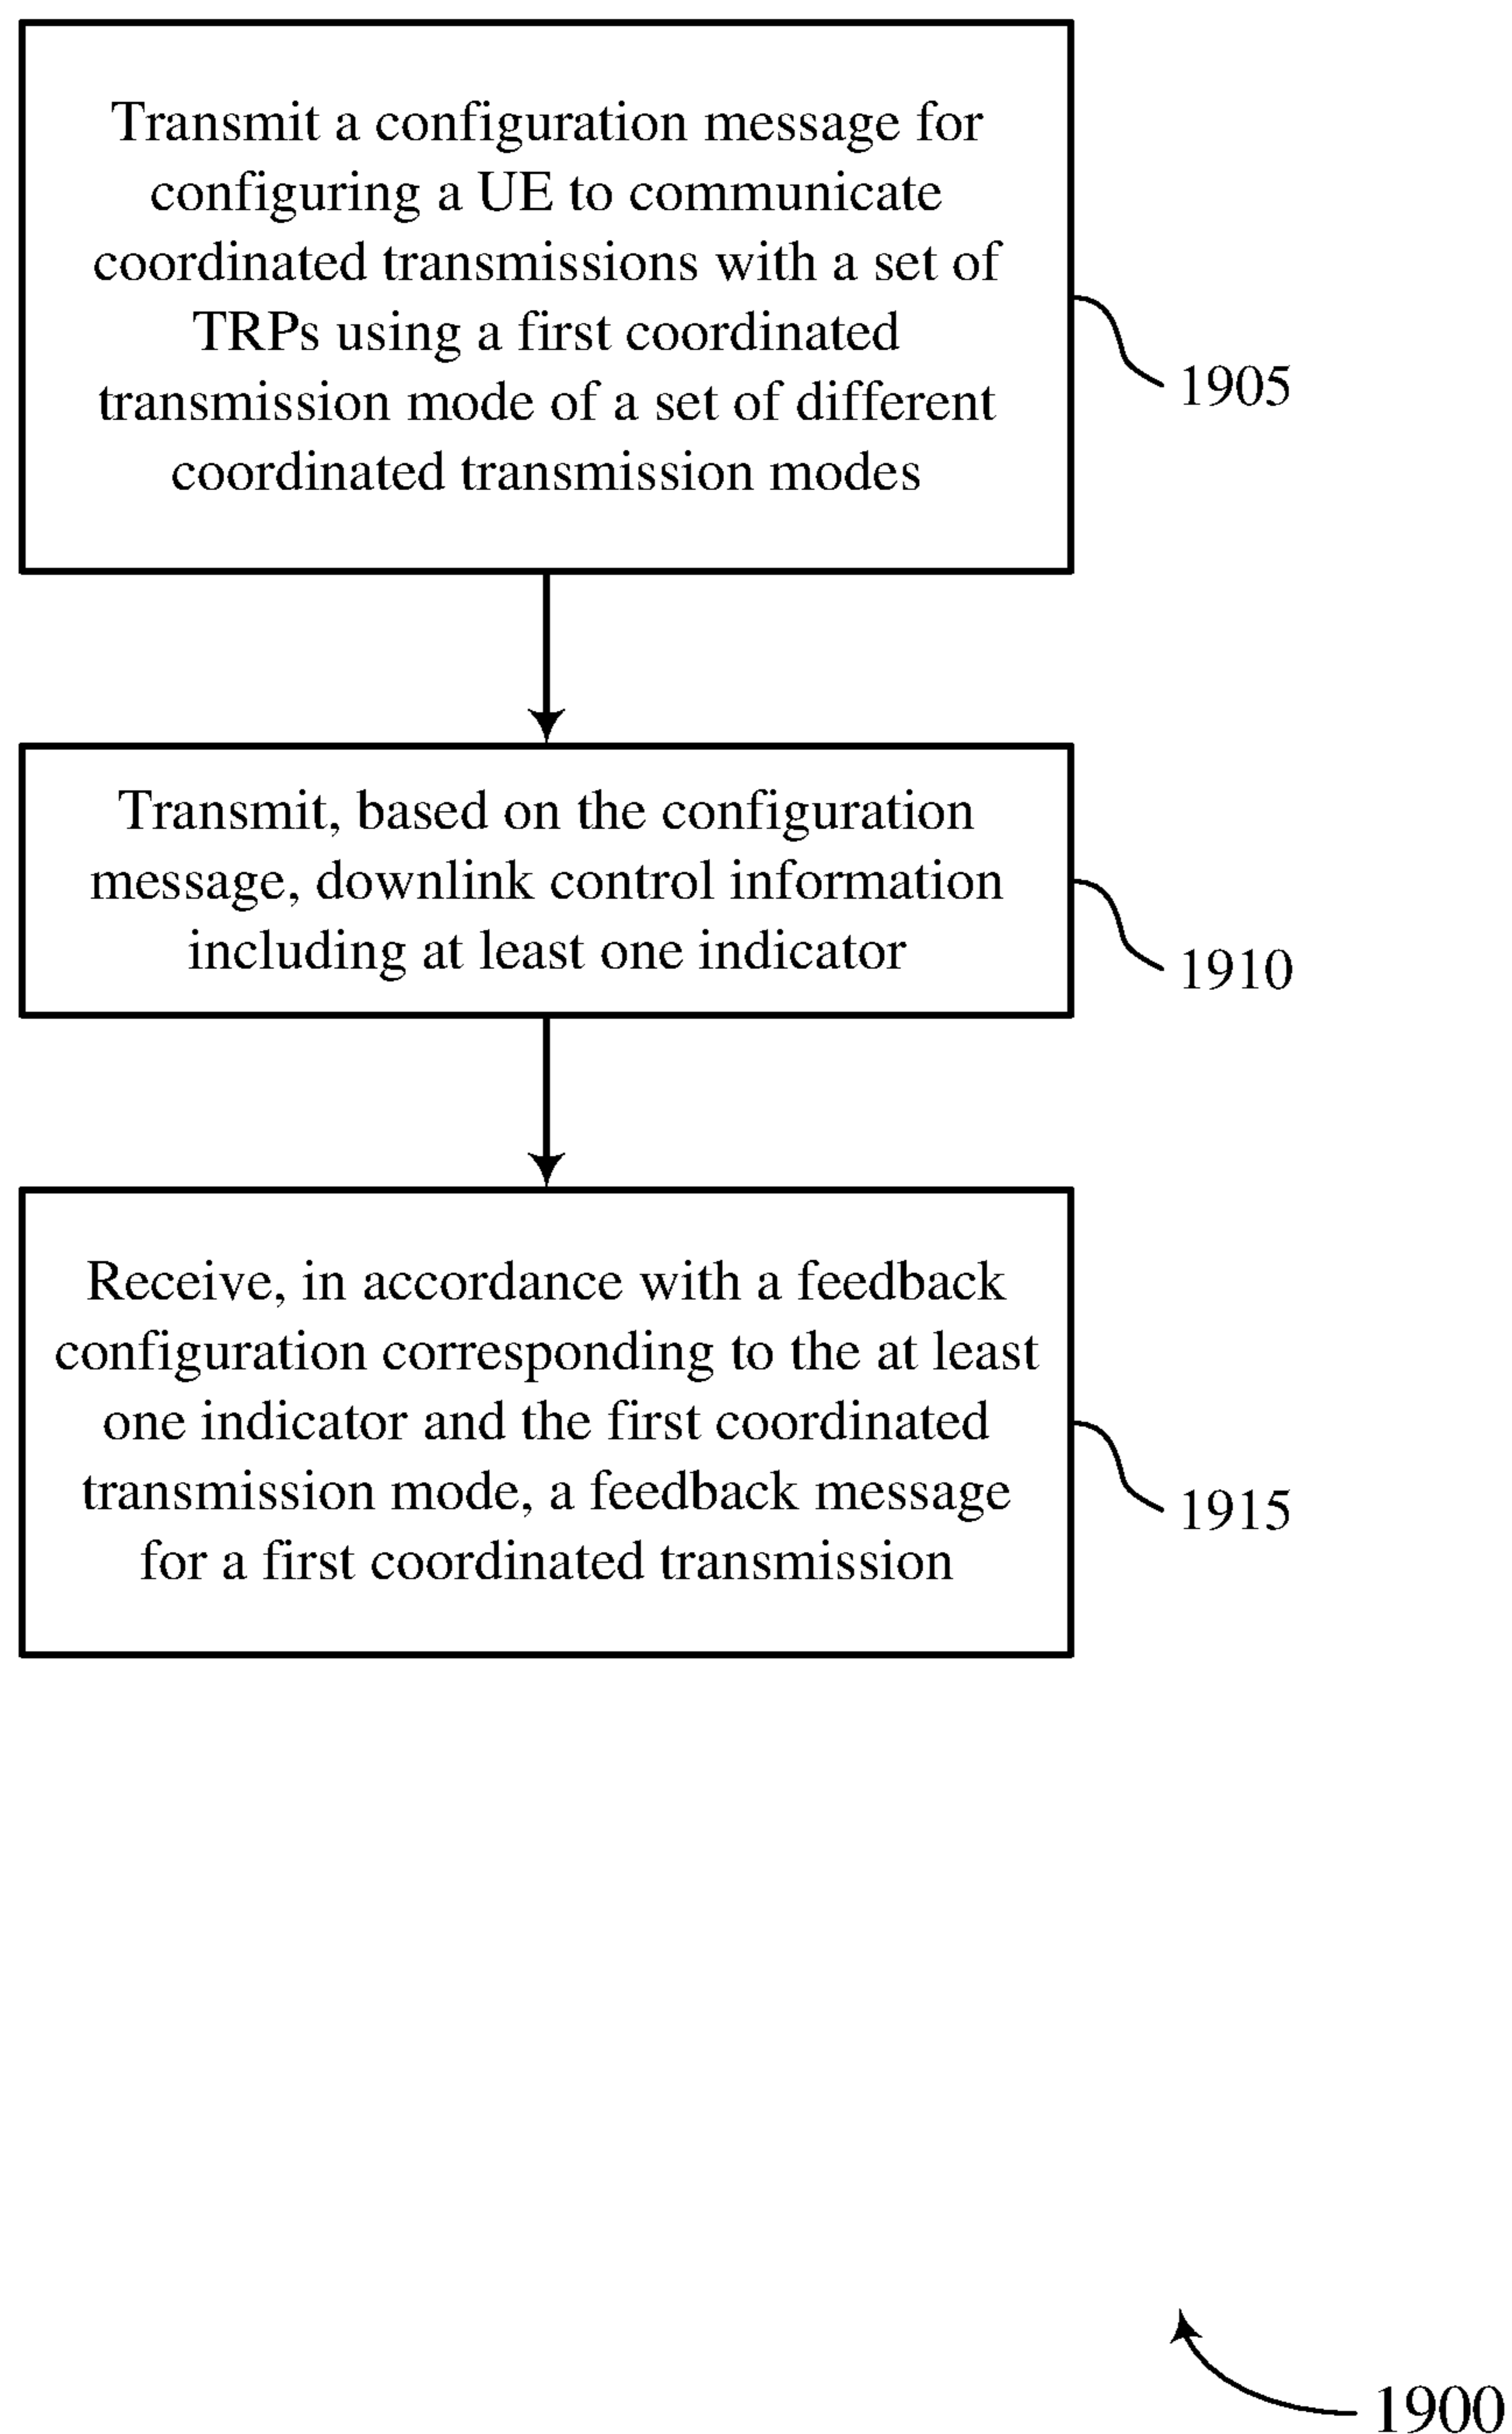 Transmit a configuration message for
configuring a UE to communicate
coordinated transmissions with a set of
TRPs using a first coordinated
transmission mode of a set of different
coordinated transmission modes
1905
Transmit, based on the configuration
message, downlink control information
including at least one indicator
1910
Receive, in accordance with a feedback
configuration corresponding to the at least
one indicator and the first coordinated
transmission mode, a feedback message
for a first coordinated transmission
1915
1900